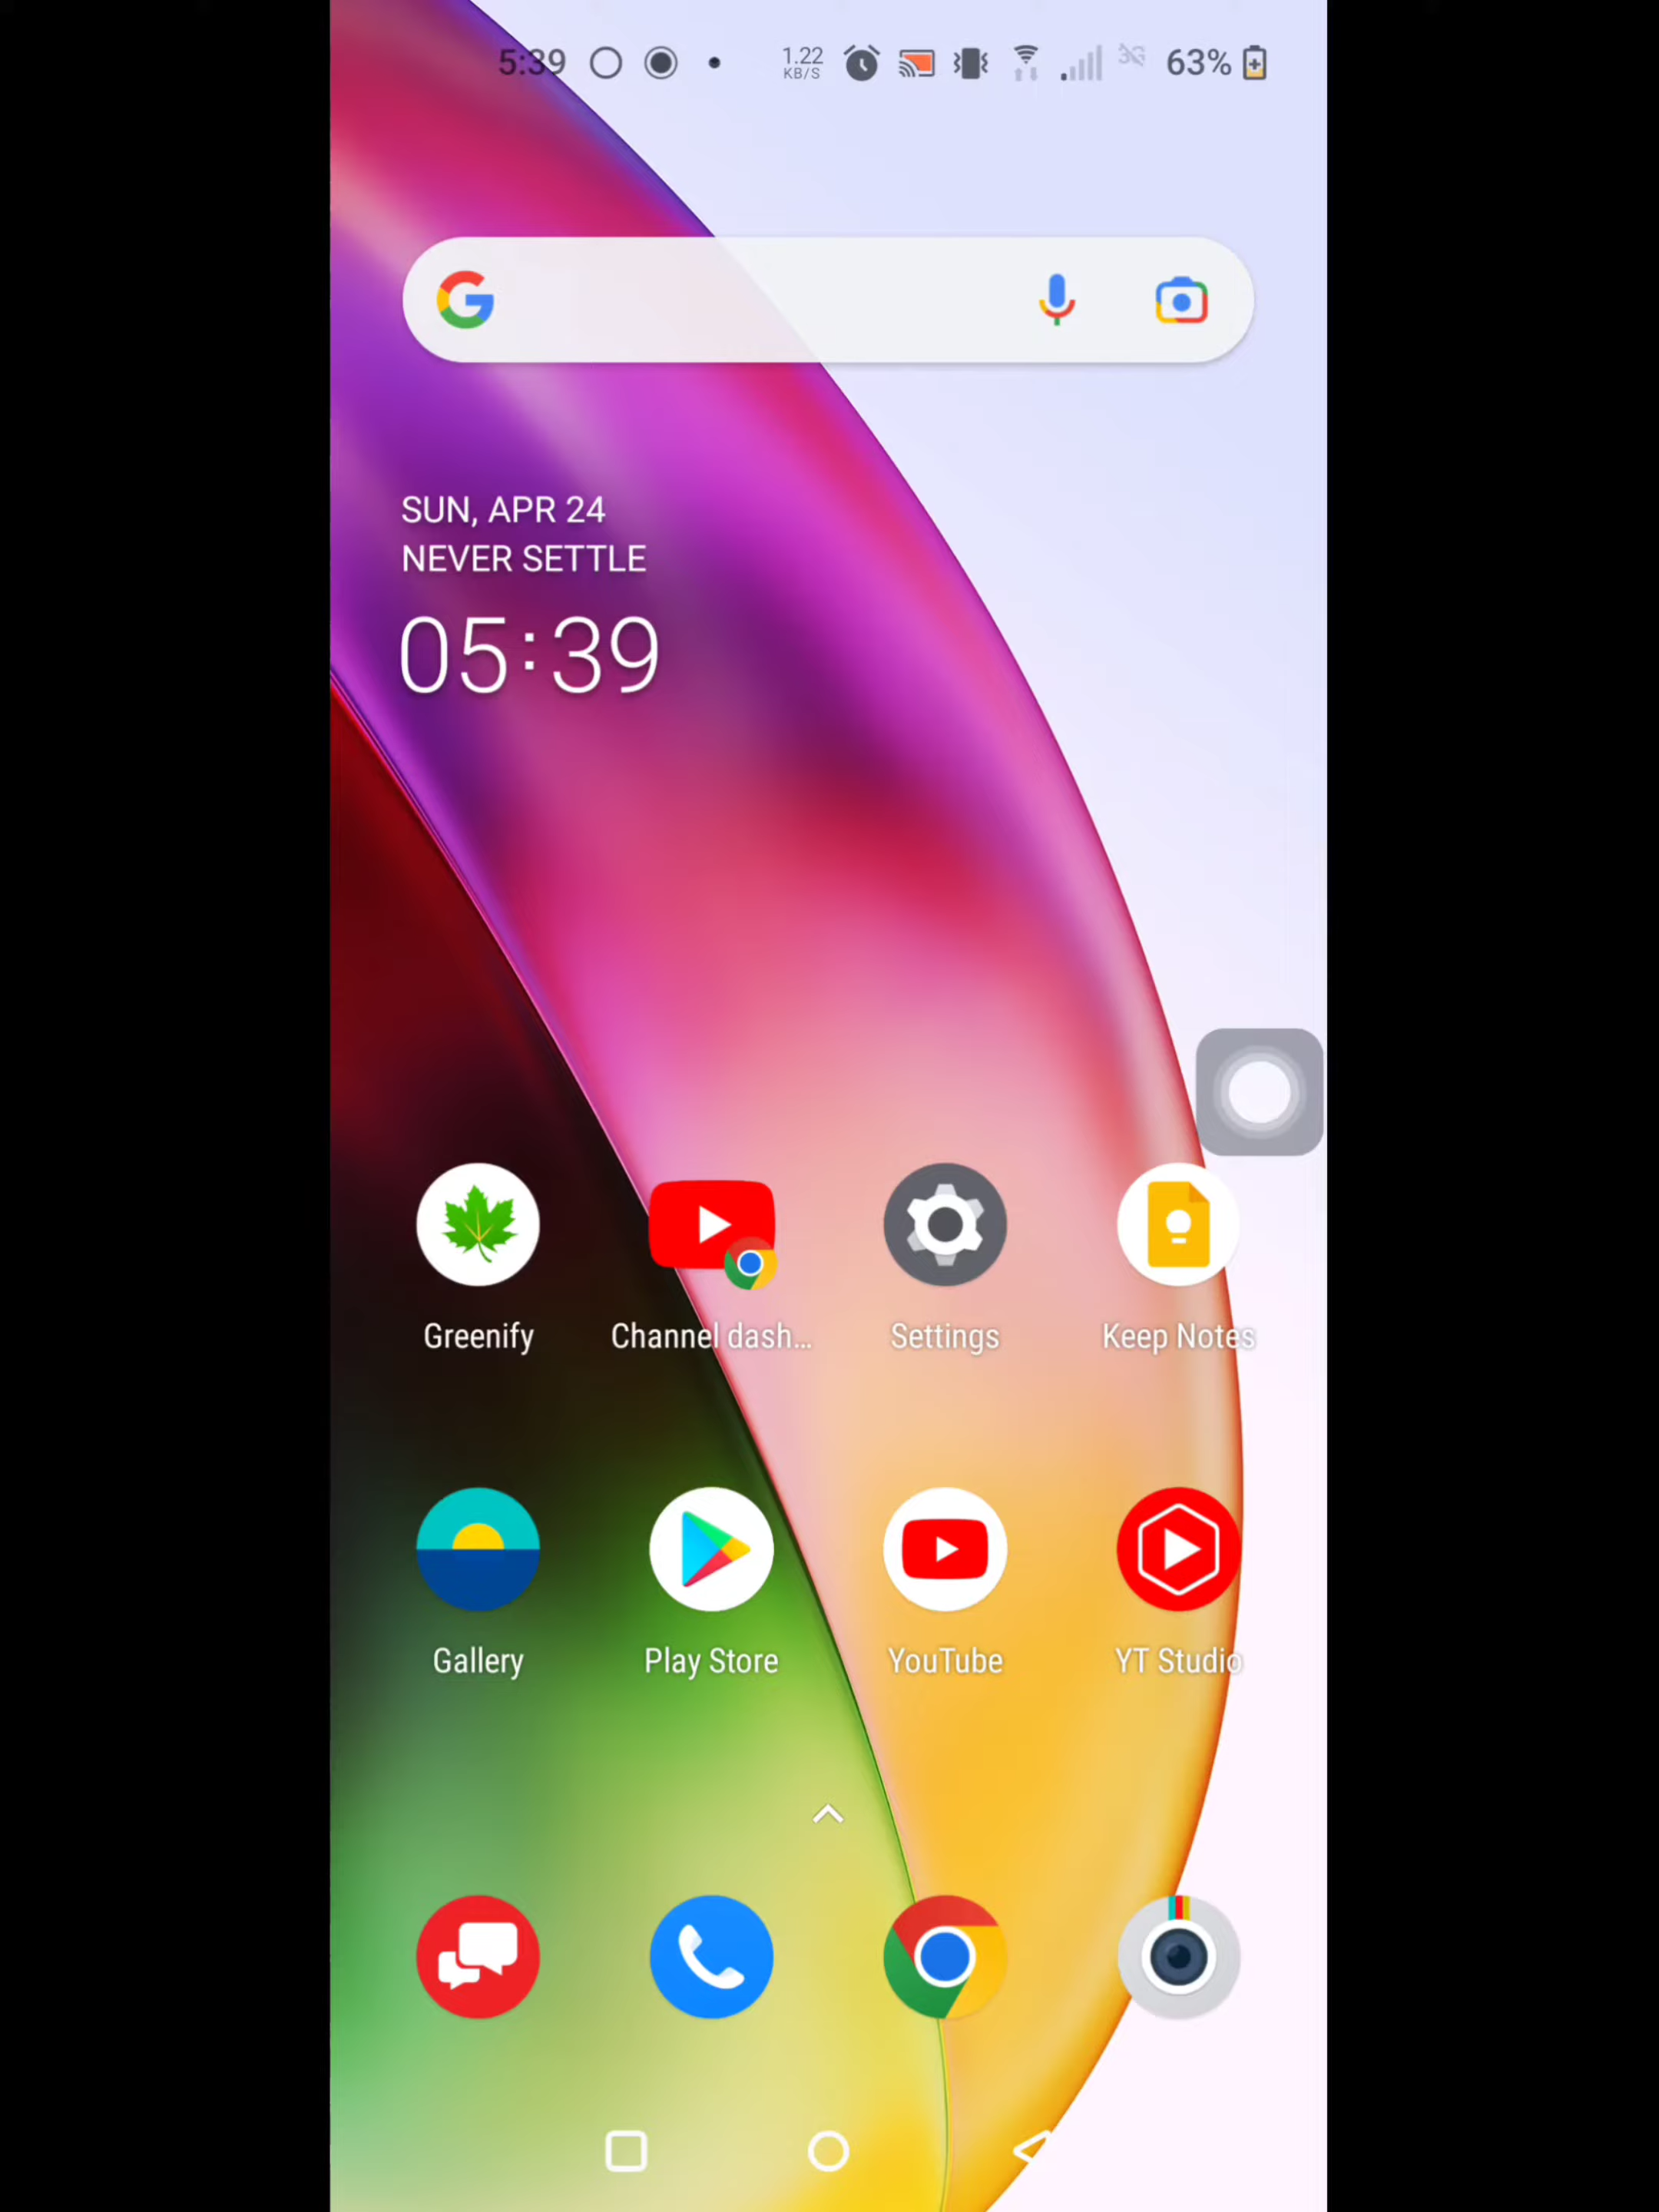 5:39 1.22 KB/S 3G 63%
SUN, APR 24
NEVER SETTLE
05:39
Greenify Channel dash... Settings Keep Notes
Gallery Play Store YouTube YT Studio